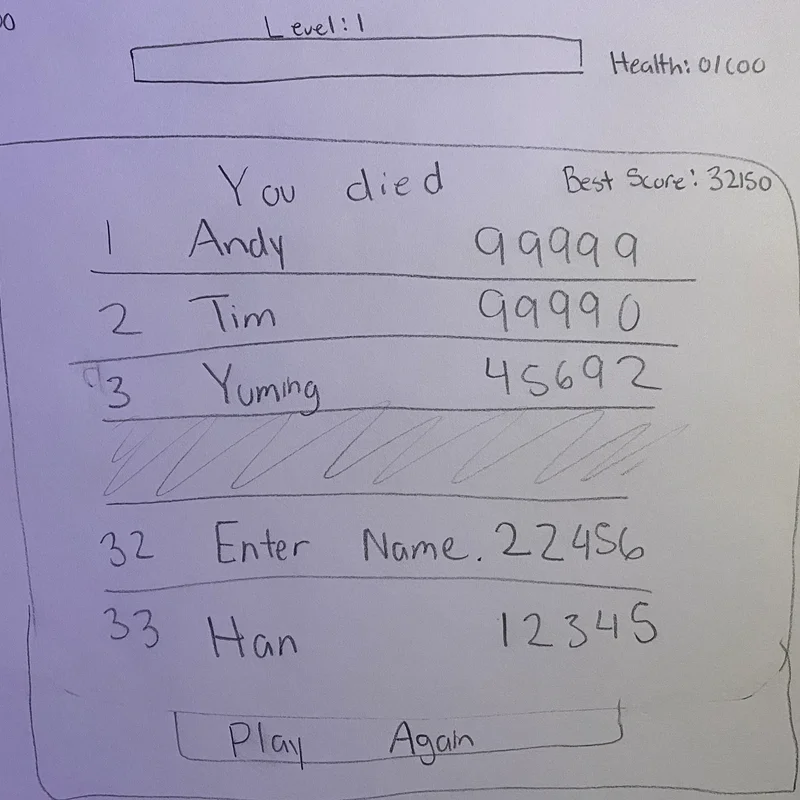 00
Level: 1
Health: 0/100
You died
Best Score: 32150
1 Andy 99999
2 Tim 99990
3 Yuming 45692
32 Enter Name. 22456
33 Han 12345
Play Again